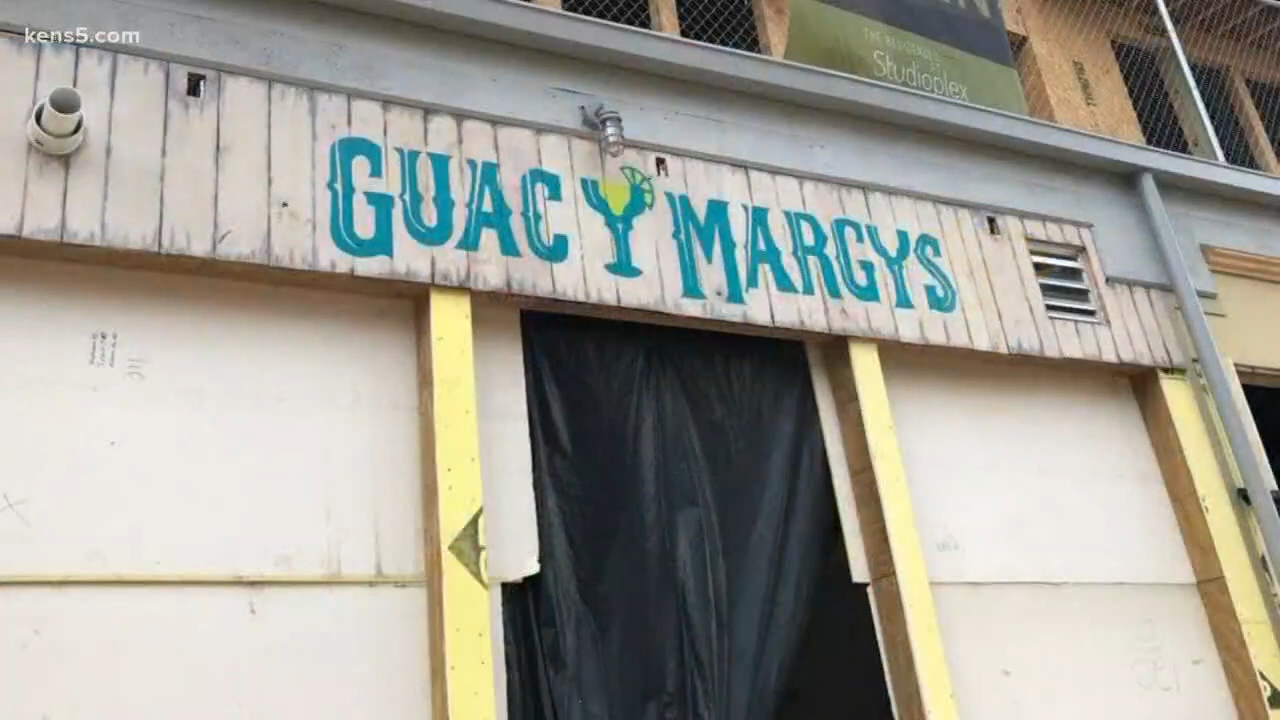 kens5.com
THE RESIDENCES AT
Studioplex
GUAC Y MARGYS